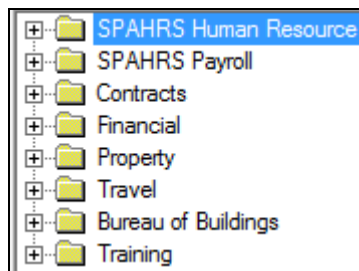 SPAHRS Human Resource
SPAHRS Payroll
Contracts
Financial
Property
Travel
Bureau of Buildings
Training